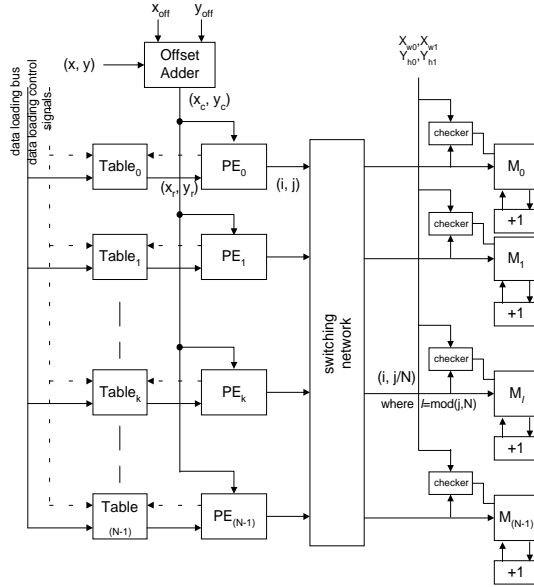 x_off y_off
X_w0,X_w1
Y_h0,Y_h1
(x, y)
Offset
Adder
data loading bus
data loading control
signals
(x_c, y_c)
checker
Table_0
PE_0
M_0
(x_r, y_r)
(i, j)
+1
checker
Table_1
PE_1
M_1
+1
switching
network
checker
(i, j/N)
Table_k
PE_k
M_l
where l=mod(j,N)
+1
checker
Table
(N-1)
PE_(N-1)
M_(N-1)
+1